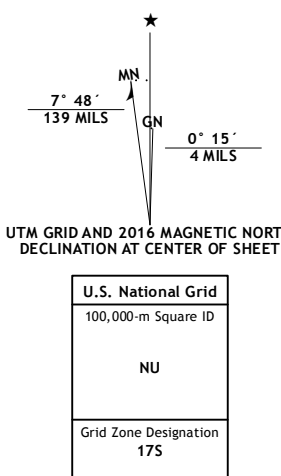 ★
MN
7° 48´
139 MILS
GN
0° 15´
4 MILS
UTM GRID AND 2016 MAGNETIC NORT
DECLINATION AT CENTER OF SHEET
U.S. National Grid
100,000-m Square ID
NU
Grid Zone Designation
17S